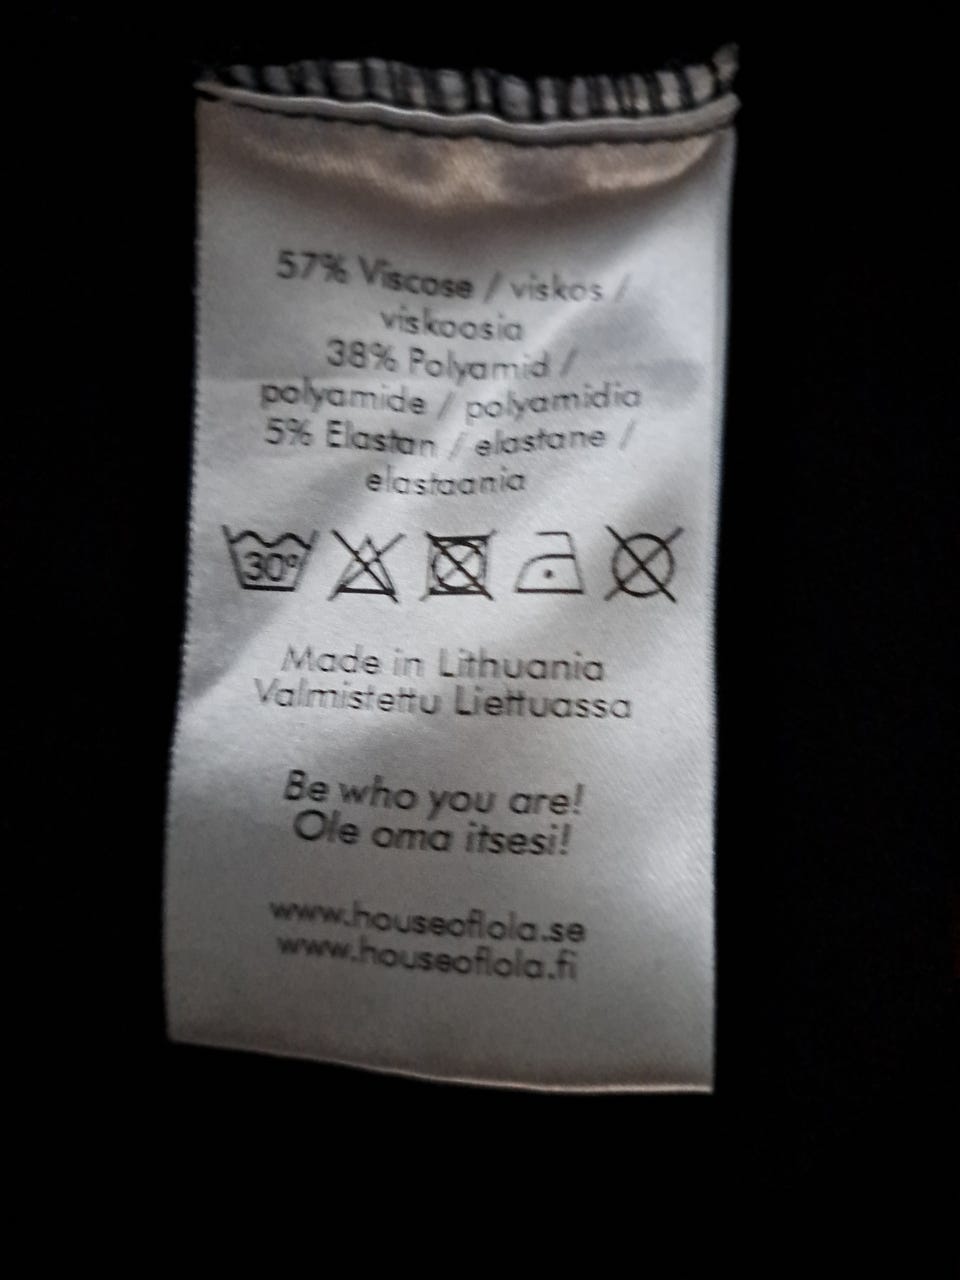 57% Viscose / viskos /
viskoosia
38% Polyamid /
polyamide / polyamidia
5% Elastan / elastane /
elastaania
30°
Made in Lithuania
Valmistettu Liettuassa
Be who you are!
Ole oma itsesi!
www.houseoflola.se
www.houseoflola.fi